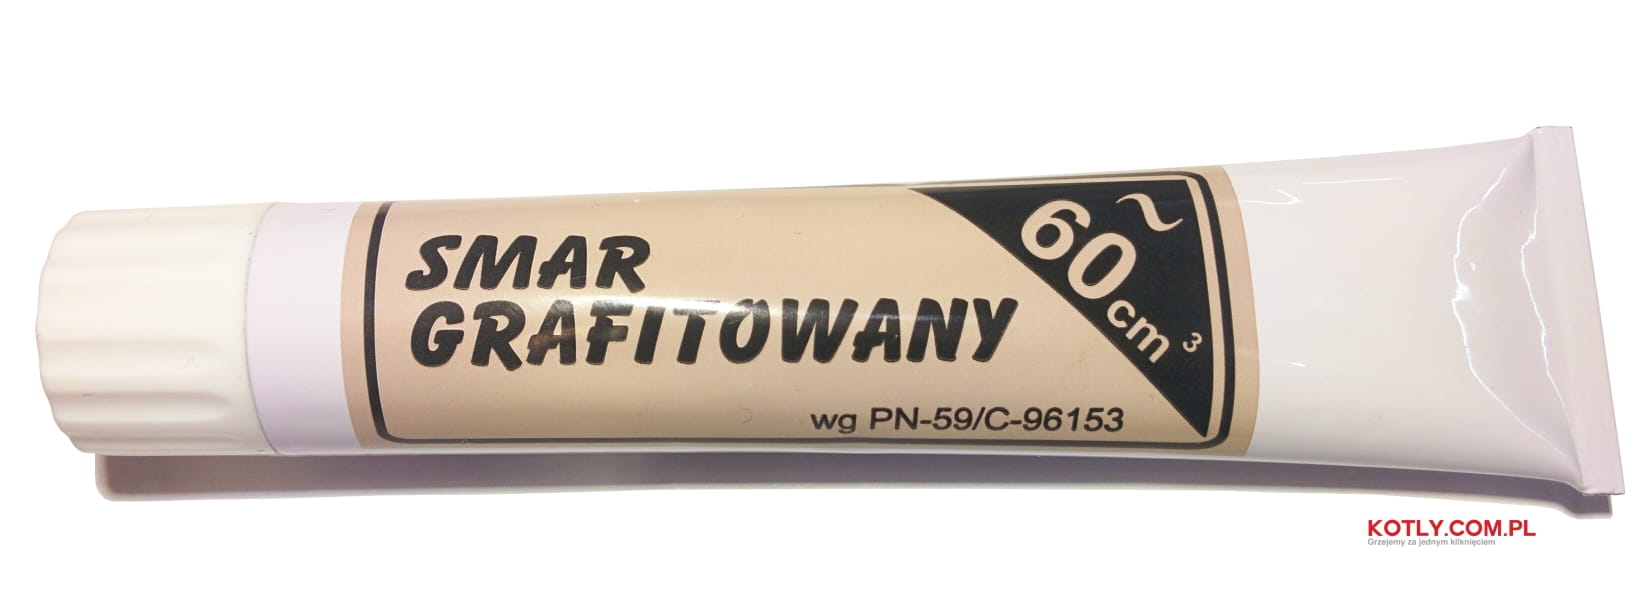 SMAR
GRAFITOWANY
~
60 cm³
wg PN-59/C-96153
KOTLY.COM.PL
Grzejemy za jednym kliknięciem